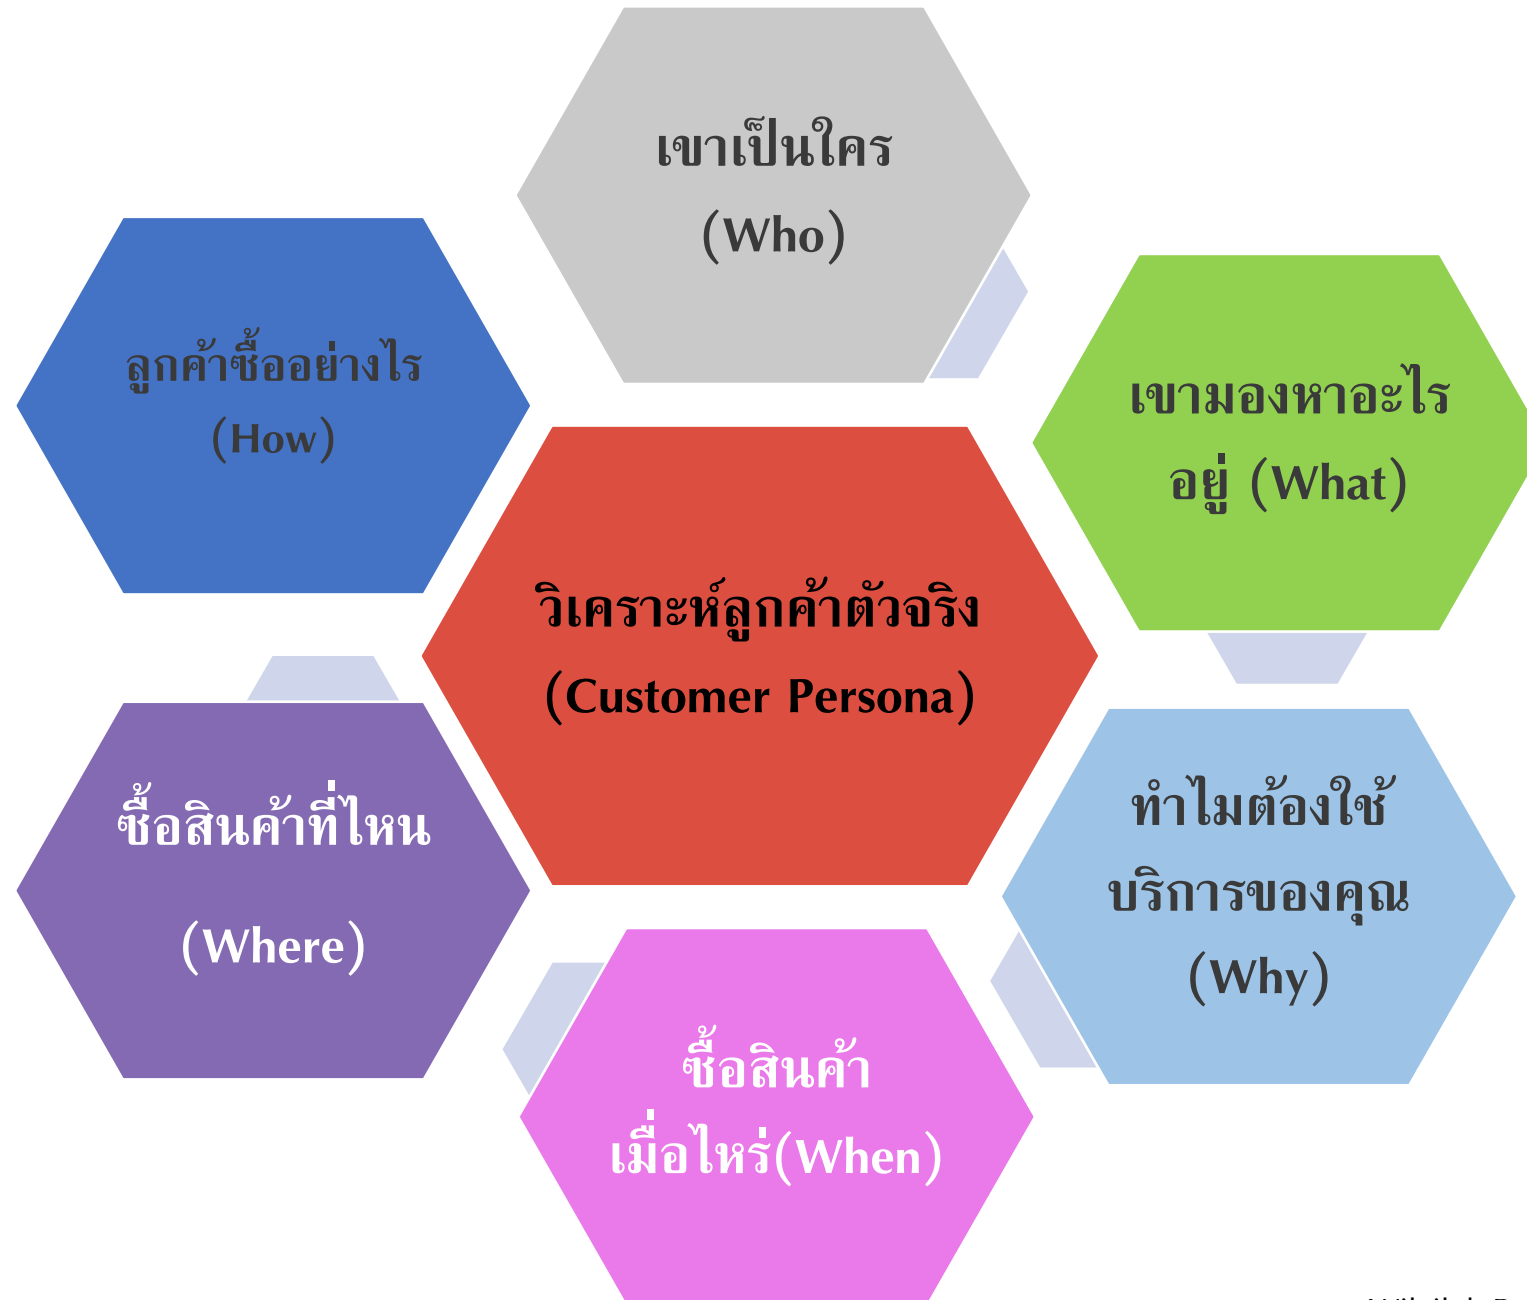 เขาเป็นใคร
(Who)
เขามองหาอะไร
อยู่ (What)
ทำไมต้องใช้
บริการของคุณ
(Why)
ซื้อสินค้า
เมื่อไหร่(When)
ซื้อสินค้าที่ไหน
(Where)
ลูกค้าซื้ออย่างไร
(How)
วิเคราะห์ลูกค้าตัวจริง
(Customer Persona)